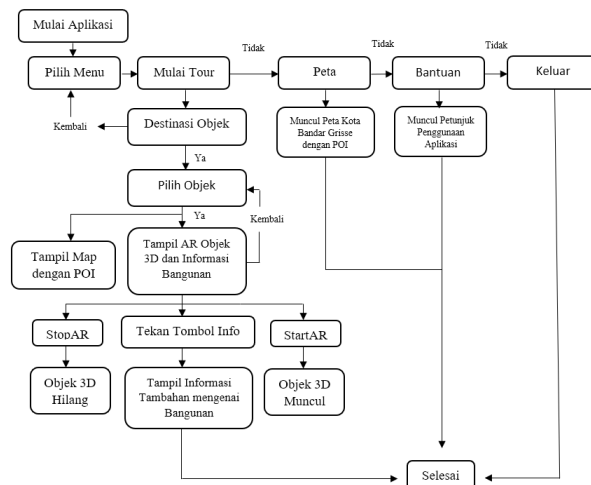 Mulai Aplikasi
Pilih Menu
Mulai Tour
Tidak
Peta
Tidak
Bantuan
Tidak
Keluar
Kembali
Destinasi Objek
Muncul Peta Kota
Bandar Grisse
dengan POI
Muncul Petunjuk
Penggunaan
Aplikasi
Ya
Pilih Objek
Ya
Kembali
Tampil Map
dengan POI
Tampil AR Objek
3D dan Informasi
Bangunan
StopAR
Tekan Tombol Info
StartAR
Objek 3D
Hilang
Tampil Informasi
Tambahan mengenai
Bangunan
Objek 3D
Muncul
Selesai